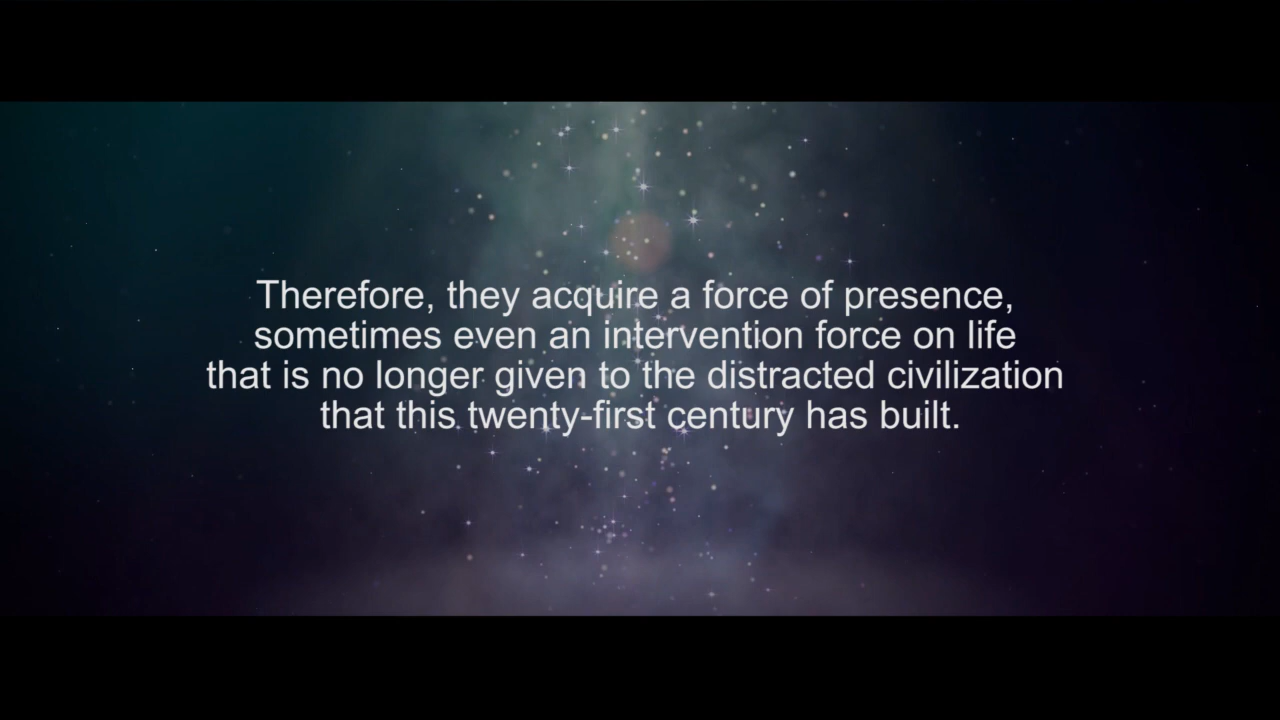 Therefore, they acquire a force of presence,
sometimes even an intervention force on life
that is no longer given to the distracted civilization
that this twenty-first century has built.